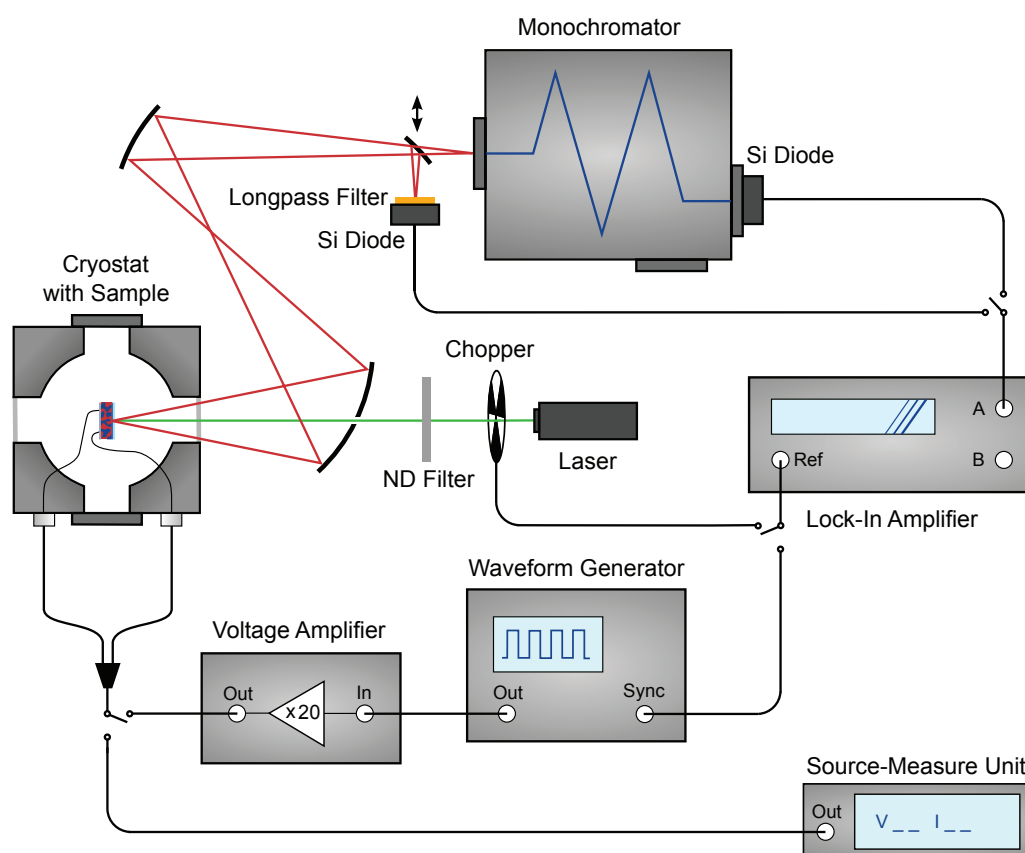 Monochromator
Si Diode
Longpass Filter
Si Diode
Cryostat
with Sample
Chopper
ND Filter
Laser
A
Ref
B
Lock-In Amplifier
Waveform Generator
Voltage Amplifier
Out
x20
In
Out
Sync
Source-Measure Unit
Out
V_ _ I_ _